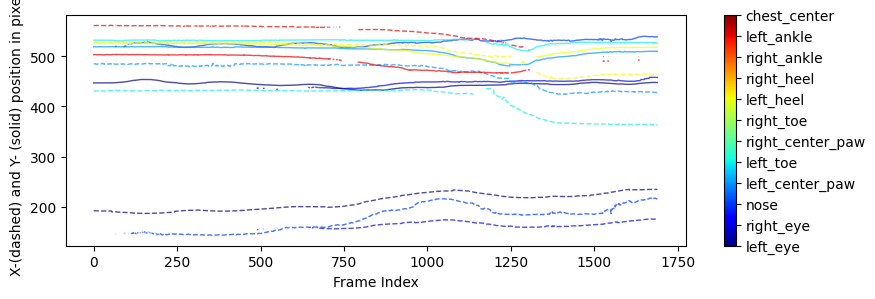 X-(dashed) and Y- (solid) position in pixe
500
400
300
200
0
250
500
750
1000
1250
1500
1750
Frame Index
chest_center
left_ankle
right_ankle
right_heel
left_heel
right_toe
right_center_paw
left_toe
left_center_paw
nose
right_eye
left_eye